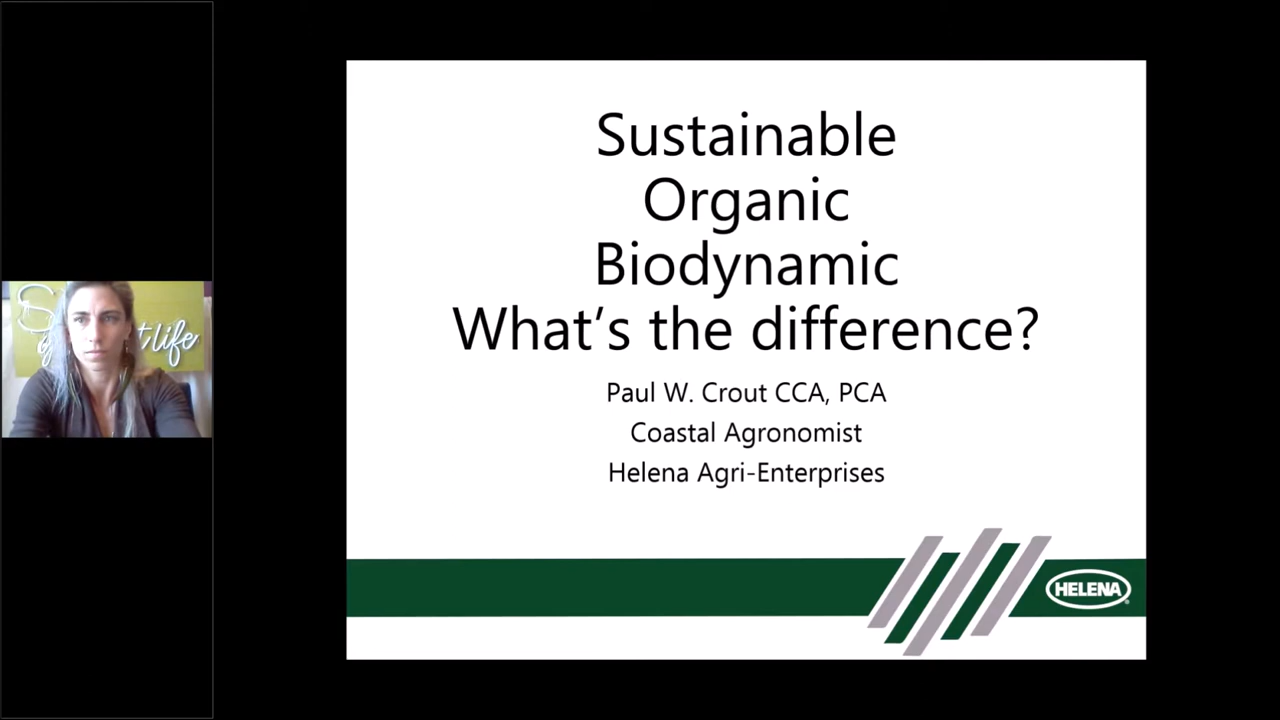 Sustainable
Organic
Biodynamic
What's the difference?
Paul W. Crout CCA, PCA
Coastal Agronomist
Helena Agri-Enterprises
HELENA